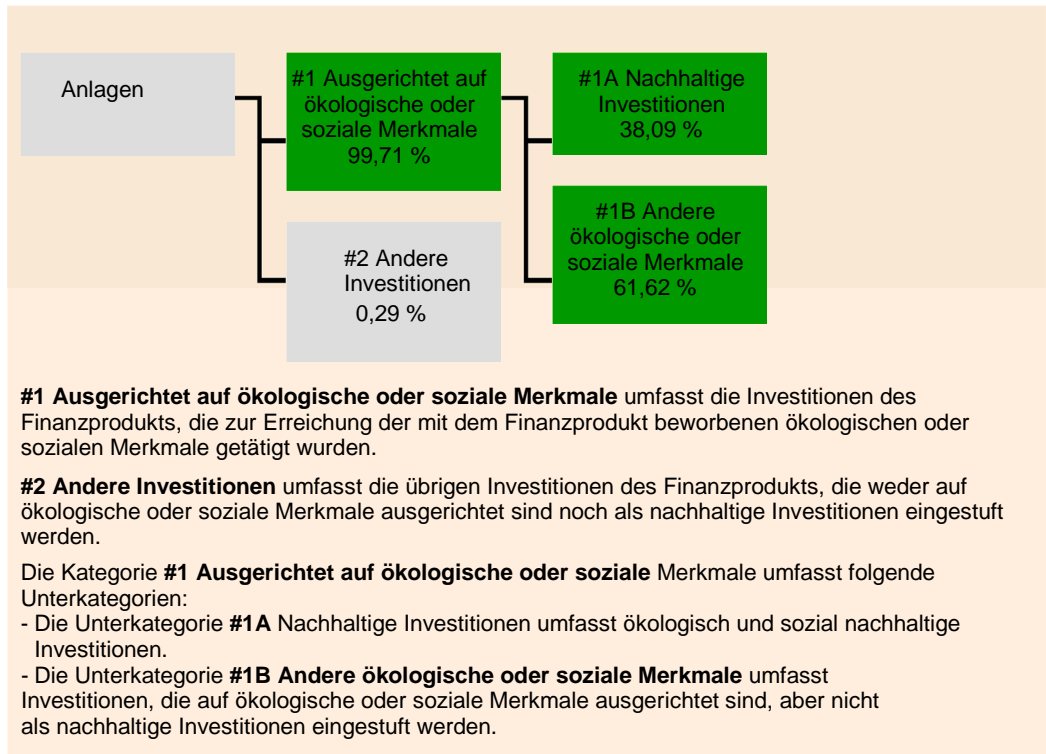 Anlagen
#1 Ausgerichtet auf
ökologische oder
soziale Merkmale
99,71 %
#2 Andere
Investitionen
0,29 %
#1A Nachhaltige
Investitionen
38,09 %
#1B Andere
ökologische oder
soziale Merkmale
61,62 %
#1 Ausgerichtet auf ökologische oder soziale Merkmale umfasst die Investitionen des
Finanzprodukts, die zur Erreichung der mit dem Finanzprodukt beworbenen ökologischen oder
sozialen Merkmale getätigt wurden.
#2 Andere Investitionen umfasst die übrigen Investitionen des Finanzprodukts, die weder auf
ökologische oder soziale Merkmale ausgerichtet sind noch als nachhaltige Investitionen eingestuft
werden.
Die Kategorie #1 Ausgerichtet auf ökologische oder soziale Merkmale umfasst folgende
Unterkategorien:
- Die Unterkategorie #1A Nachhaltige Investitionen umfasst ökologisch und sozial nachhaltige
Investitionen.
- Die Unterkategorie #1B Andere ökologische oder soziale Merkmale umfasst
Investitionen, die auf ökologische oder soziale Merkmale ausgerichtet sind, aber nicht
als nachhaltige Investitionen eingestuft werden.